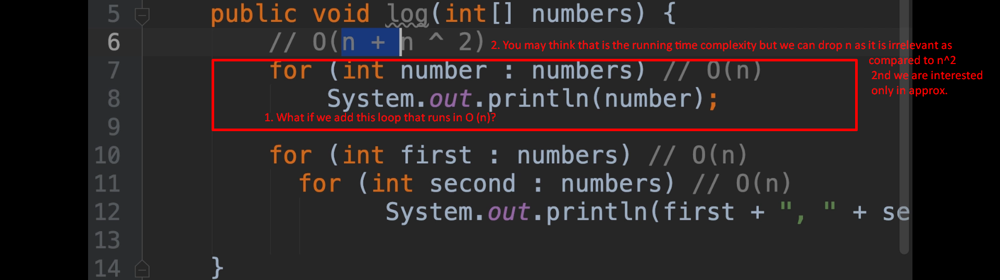 5 public void log(int[] numbers) {
6 // O(n + n ^ 2) 2. You may think that is the running time complexity but we can drop n as it is irrelevant as
compared to n^2
7 for (int number : numbers) // O(n)
2nd we are interested
only in approx.
8 System.out.println(number);
1. What if we add this loop that runs in O (n)?
9
10 for (int first : numbers) // O(n)
11 for (int second : numbers) // O(n)
12 System.out.println(first + ", " + se
13
14 }